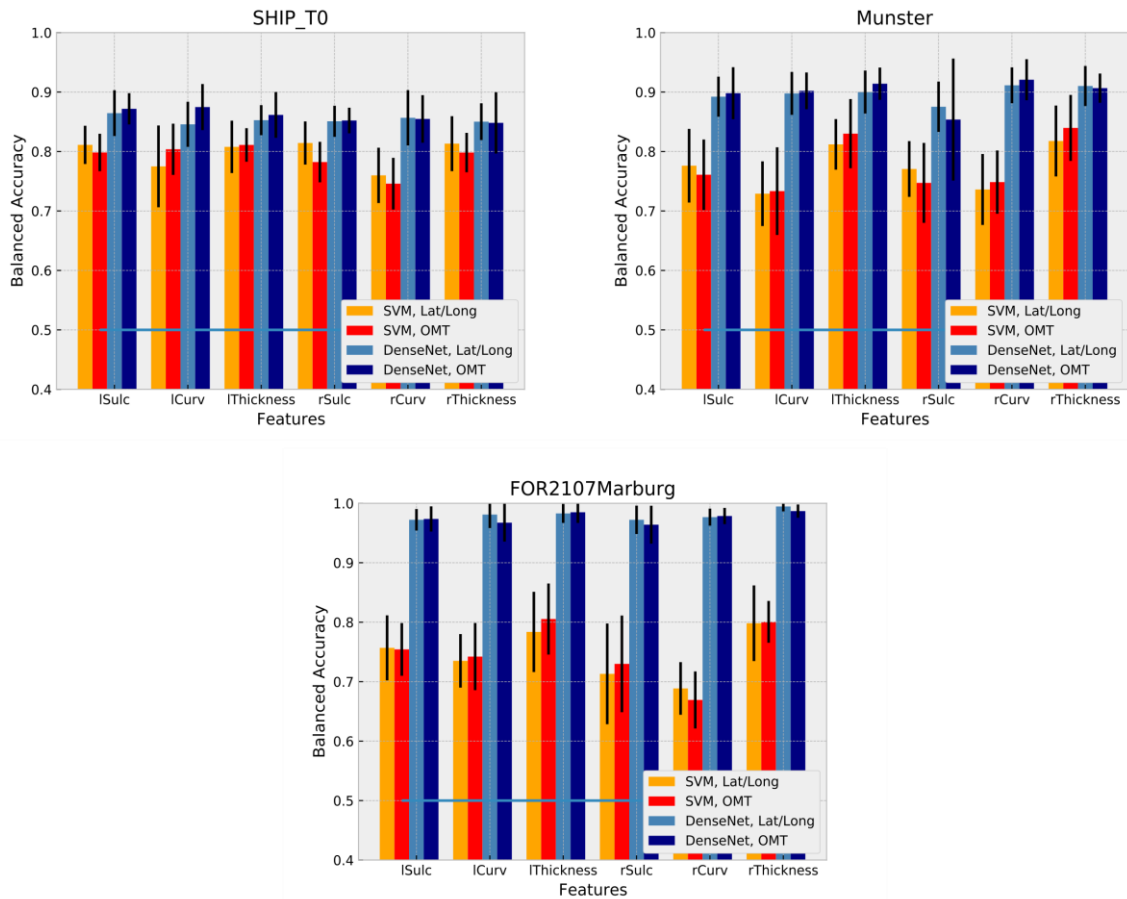 SHIP_T0
Balanced Accuracy
1.0
0.9
0.8
0.7
0.6
0.5
0.4
SVM, Lat/Long
SVM, OMT
DenseNet, Lat/Long
DenseNet, OMT
lSulc lCurv lThickness rSulc rCurv rThickness
Features
Munster
Balanced Accuracy
1.0
0.9
0.8
0.7
0.6
0.5
0.4
SVM, Lat/Long
SVM, OMT
DenseNet, Lat/Long
DenseNet, OMT
lSulc lCurv lThickness rSulc rCurv rThickness
Features
FOR2107Marburg
Balanced Accuracy
1.0
0.9
0.8
0.7
0.6
0.5
0.4
SVM, Lat/Long
SVM, OMT
DenseNet, Lat/Long
DenseNet, OMT
lSulc lCurv lThickness rSulc rCurv rThickness
Features